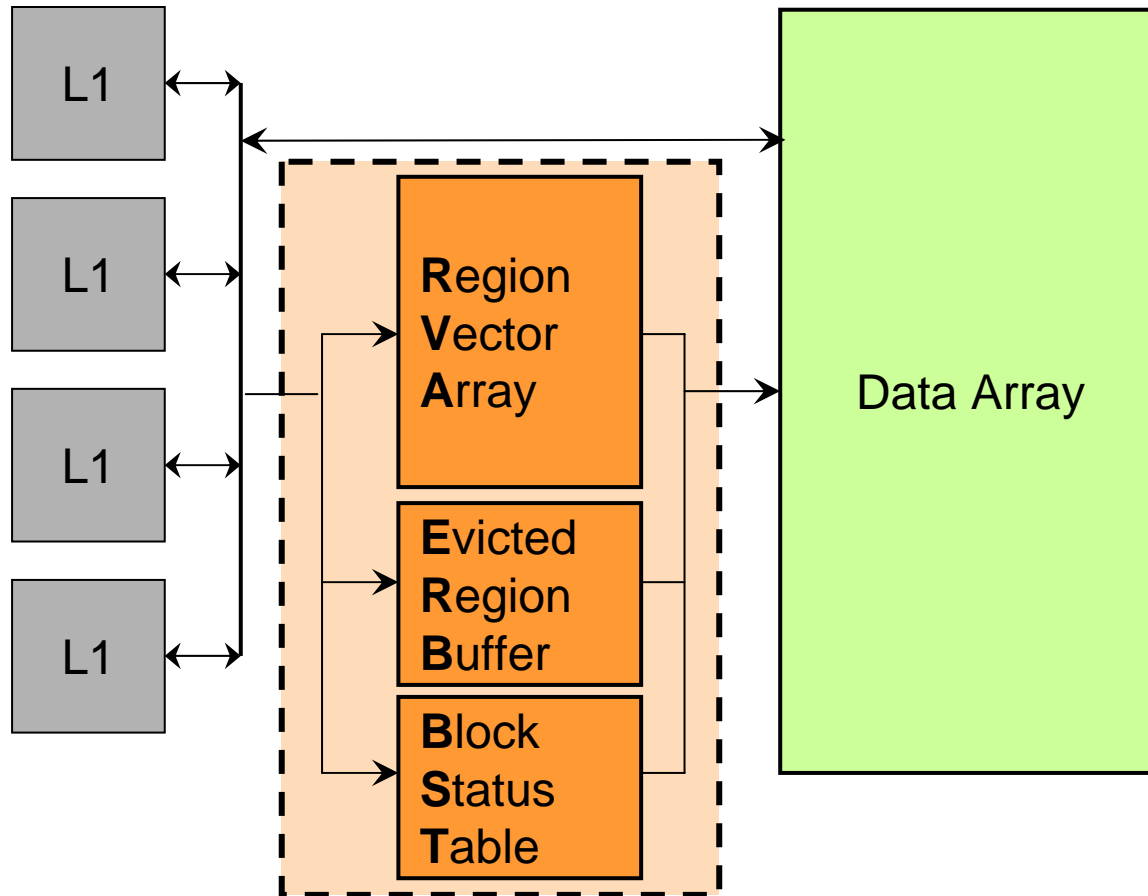 L1
L1
L1
L1
Region
Vector
Array
Evicted
Region
Buffer
Block
Status
Table
Data Array